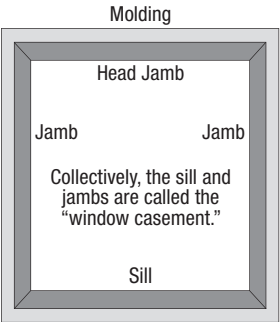 Molding
Head Jamb
Jamb
Jamb
Collectively, the sill and
jambs are called the
“window casement.”
Sill